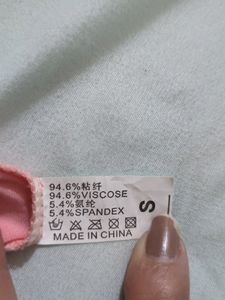 94.6%粘纤
94.6%VISCOSE
5.4%氨纶
5.4%SPANDEX
MADE IN CHINA
S